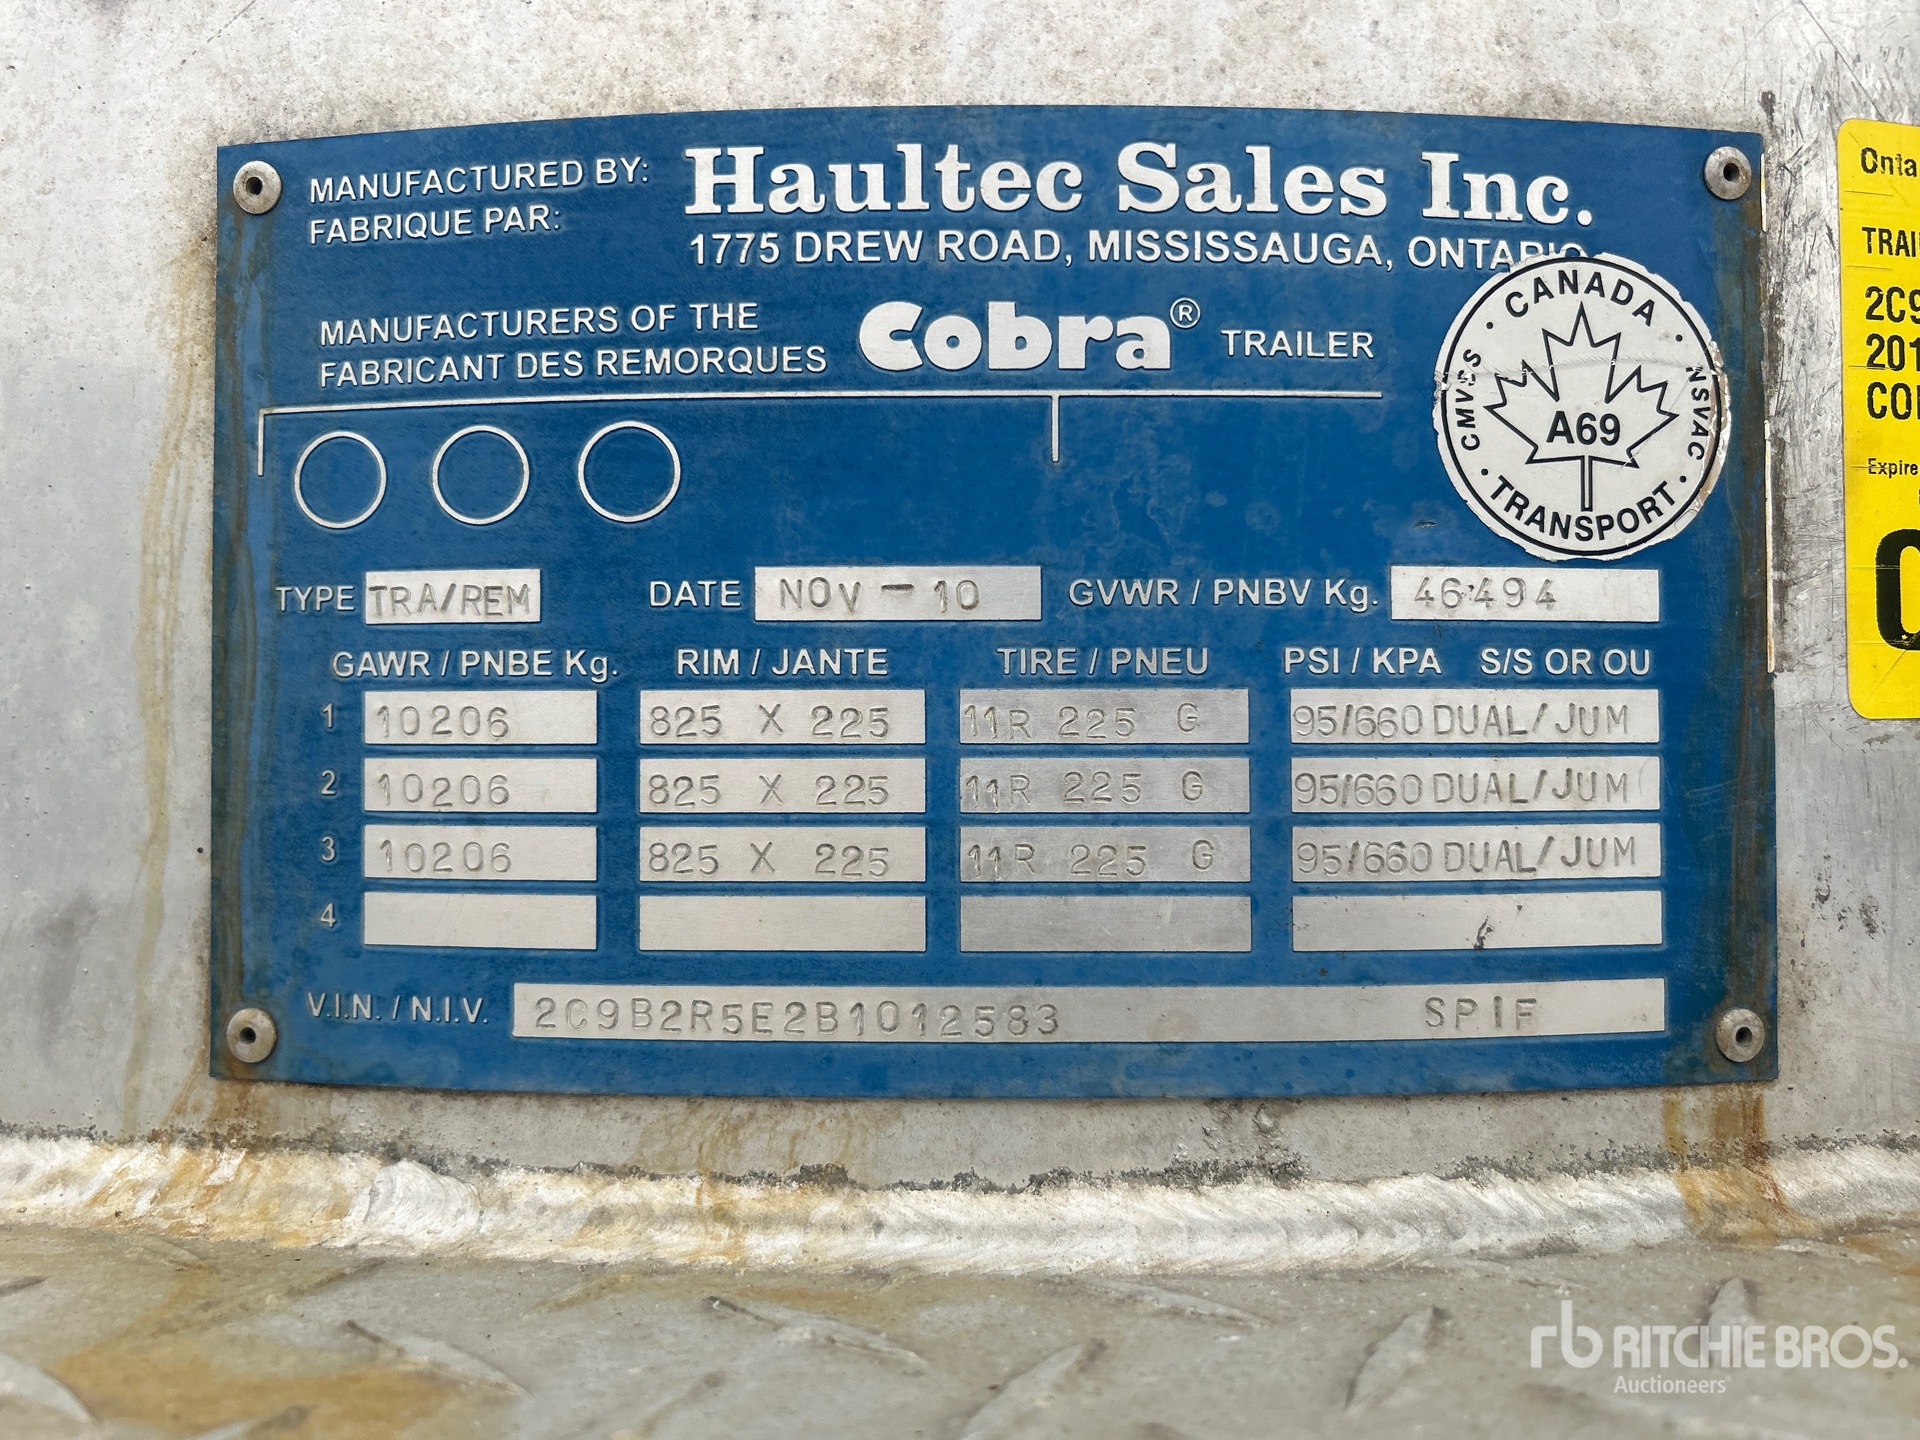 MANUFACTURED BY: Haultec Sales Inc.
FABRIQUE PAR:
1775 DREW ROAD, MISSISSAUGA, ONTARIO
MANUFACTURERS OF THE Cobra® TRAILER
FABRICANT DES REMORQUES
CANADA
CMVSS NSVAC
A69
TRANSPORT
TYPE TRA/REM DATE NOV - 10 GVWR / PNBV Kg. 46494
GAWR / PNBE Kg. RIM / JANTE TIRE / PNEU PSI / KPA S/S OR OU
1 10206 825 X 225 11R 225 G 95/660 DUAL/JUM
2 10206 825 X 225 11R 225 G 95/660 DUAL/JUM
3 10206 825 X 225 11R 225 G 95/660 DUAL/JUM
4
V.I.N. / N.I.V. 2C9B2R5E2B1012583 SPIF
Onta
TRAI
2C9
201
Expire
rb RITCHIE BROS.
Auctioneers